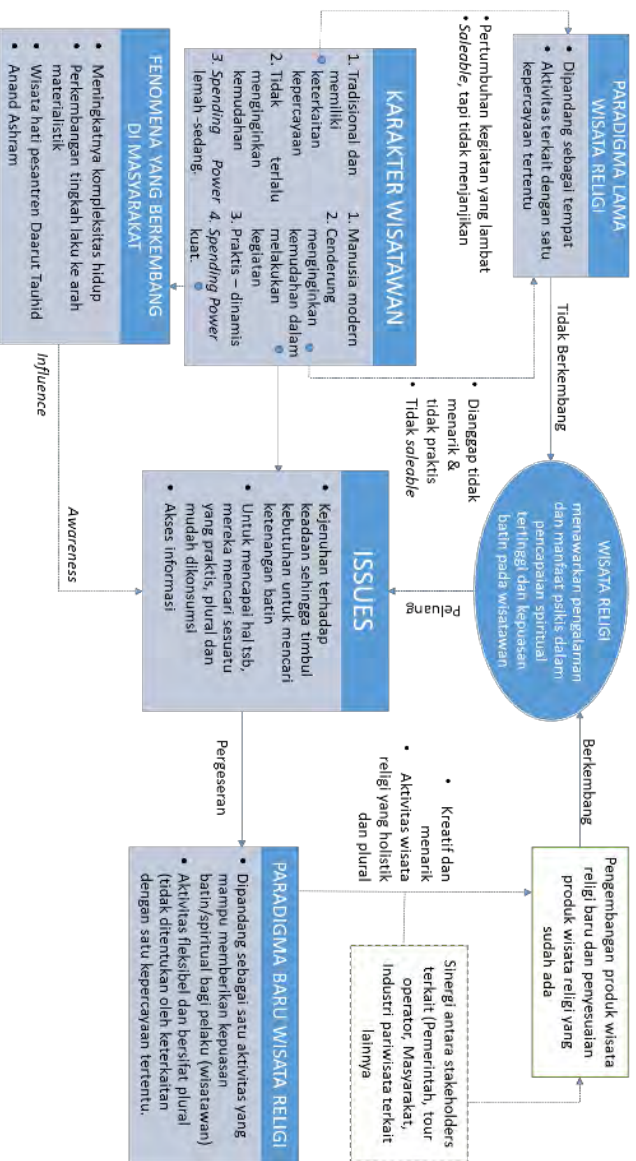 PARADIGMA LAMA
WISATA RELIGI
• Dipandang sebagai tempat
• Aktivitas terkait dengan satu
kepercayaan tertentu
Tidak Berkembang
WISATA RELIGI
menawarkan pengalaman
dan manfaat psikis dalam
pencapaian spiritual
tertinggi dan kepuasan
batin pada wisatawan
Berkembang
Pengembangan produk wisata
religi baru dan penyesuaian
produk wisata religi yang
sudah ada
• Pertumbuhan kegiatan yang lambat
• Saleable, tapi tidak menjanjikan
• Dianggap tidak
menarik &
tidak praktis
• Tidak saleable
Peluang
• Kreatif dan
menarik
• Aktivitas wisata
religi yang holistik
dan plural
Sinergi antara stakeholders
terkait (Pemerintah, tour
operator, Masyarakat,
Industri pariwisata terkait
lainnya
KARAKTER WISATAWAN
1. Tradisional dan
memiliki
keterkaitan
kepercayaan
2. Tidak terlalu
menginginkan
kemudahan
3. Spending Power
lemah -sedang
1. Manusia modern
2. Cenderung
menginginkan
kemudahan dalam
melakukan
kegiatan
3. Praktis – dinamis
4. Spending Power
kuat.
ISSUES
• Kejenuhan terhadap
keadaan sehingga timbul
kebutuhan untuk mencari
ketenangan batin
• Untuk mencapai hal tsb,
mereka mencari sesuatu
yang praktis, plural dan
mudah dikonsumsi
• Akses informasi
Pergeseran
PARADIGMA BARU WISATA RELIGI
• Dipandang sebagai satu aktivitas yang
mampu memberikan kepuasan
batin/spiritual bagi pelaku (wisatawan)
• Aktivitas fleksibel dan bersifat plural
(tidak ditentukan oleh keterkaitan
dengan satu kepercayaan tertentu.
FENOMENA YANG BERKEMBANG
DI MASYARAKAT
• Meningkatnya kompleksitas hidup
• Perkembangan tingkah laku ke arah
materialistik
• Wisata hati pesantren Daarut Tauhid
• Anand Ashram
Influence
Awareness